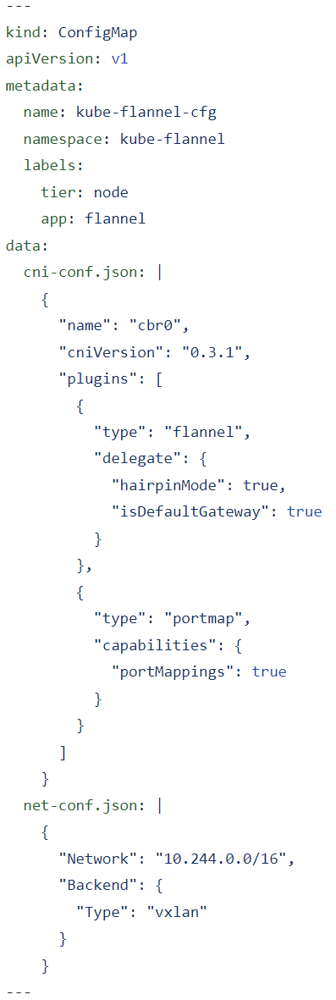 ---
kind: ConfigMap
apiVersion: v1
metadata:
  name: kube-flannel-cfg
  namespace: kube-flannel
  labels:
    tier: node
    app: flannel
data:
  cni-conf.json: |
    {
      "name": "cbr0",
      "cniVersion": "0.3.1",
      "plugins": [
        {
          "type": "flannel",
          "delegate": {
            "hairpinMode": true,
            "isDefaultGateway": true
          }
        },
        {
          "type": "portmap",
          "capabilities": {
            "portMappings": true
          }
        }
      ]
    }
  net-conf.json: |
    {
      "Network": "10.244.0.0/16",
      "Backend": {
        "Type": "vxlan"
      }
    }
---